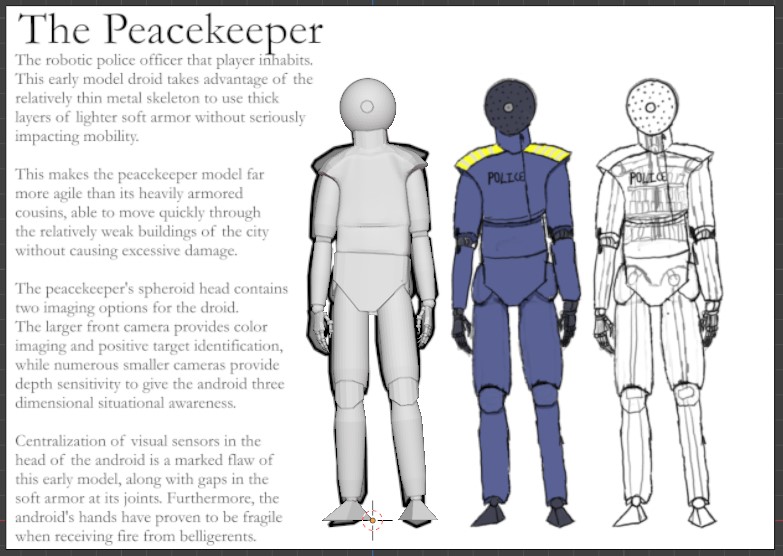 The Peacekeeper
The robotic police officer that player inhabits.
This early model droid takes advantage of the
relatively thin metal skeleton to use thick
layers of lighter soft armor without seriously
impacting mobility.
This makes the peacekeeper model far
more agile than its heavily armored
cousins, able to move quickly through
the relatively weak buildings of the city
without causing excessive damage.
The peacekeeper's spheroid head contains
two imaging options for the droid.
The larger front camera provides color
imaging and positive target identification,
while numerous smaller cameras provide
depth sensitivity to give the android three
dimensional situational awareness.
Centralization of visual sensors in the
head of the android is a marked flaw of
this early model, along with gaps in the
soft armor at its joints. Furthermore, the
android's hands have proven to be fragile
when receiving fire from belligerents.
POLICE
POLICE